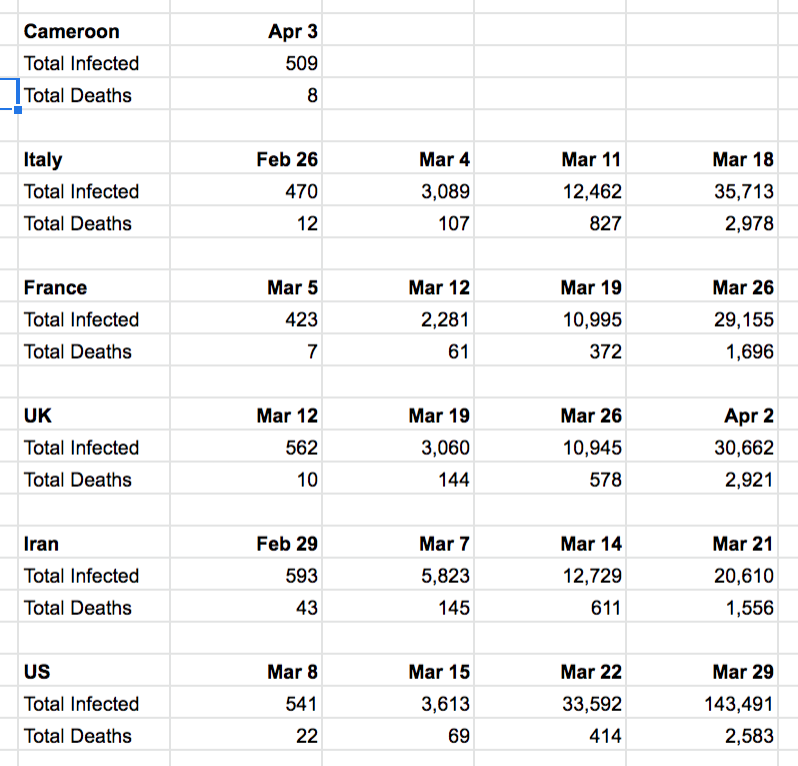 Cameroon Apr 3
Total Infected 509
Total Deaths 8
Italy Feb 26 Mar 4 Mar 11 Mar 18
Total Infected 470 3,089 12,462 35,713
Total Deaths 12 107 827 2,978
France Mar 5 Mar 12 Mar 19 Mar 26
Total Infected 423 2,281 10,995 29,155
Total Deaths 7 61 372 1,696
UK Mar 12 Mar 19 Mar 26 Apr 2
Total Infected 562 3,060 10,945 30,662
Total Deaths 10 144 578 2,921
Iran Feb 29 Mar 7 Mar 14 Mar 21
Total Infected 593 5,823 12,729 20,610
Total Deaths 43 145 611 1,556
US Mar 8 Mar 15 Mar 22 Mar 29
Total Infected 541 3,613 33,592 143,491
Total Deaths 22 69 414 2,583